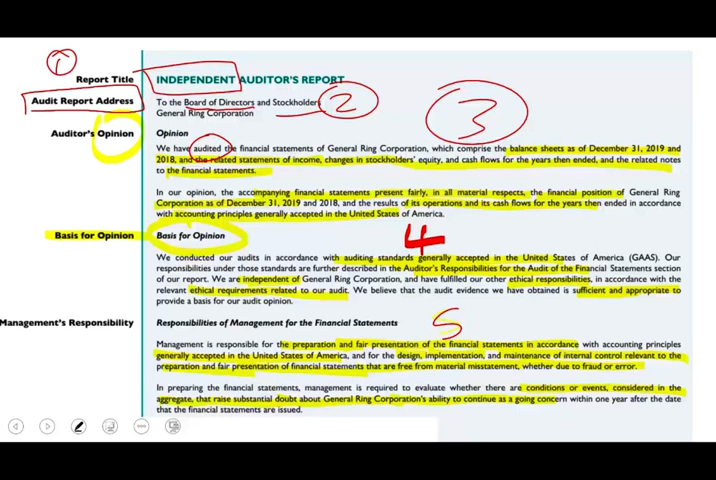 1
Report Title
INDEPENDENT AUDITOR'S REPORT
Audit Report Address
To the Board of Directors and Stockholders
General Ring Corporation
2
3
Auditor's Opinion
Opinion
We have audited the financial statements of General Ring Corporation, which comprise the balance sheets as of December 31, 2019 and
2018, and the related statements of income, changes in stockholders' equity, and cash flows for the years then ended, and the related notes
to the financial statements.
In our opinion, the accompanying financial statements present fairly, in all material respects, the financial position of General Ring
Corporation as of December 31, 2019 and 2018, and the results of its operations and its cash flows for the years then ended in accordance
with accounting principles generally accepted in the United States of America.
Basis for Opinion
Basis for Opinion
4
We conducted our audits in accordance with auditing standards generally accepted in the United States of America (GAAS). Our
responsibilities under those standards are further described in the Auditor's Responsibilities for the Audit of the Financial Statements section
of our report. We are independent of General Ring Corporation, and have fulfilled our other ethical responsibilities, in accordance with the
relevant ethical requirements related to our audit. We believe that the audit evidence we have obtained is sufficient and appropriate to
provide a basis for our audit opinion.
Management's Responsibility
Responsibilities of Management for the Financial Statements
5
Management is responsible for the preparation and fair presentation of the financial statements in accordance with accounting principles
generally accepted in the United States of America, and for the design, implementation, and maintenance of internal control relevant to the
preparation and fair presentation of financial statements that are free from material misstatement, whether due to fraud or error.
In preparing the financial statements, management is required to evaluate whether there are conditions or events, considered in the
aggregate, that raise substantial doubt about General Ring Corporation's ability to continue as a going concern within one year after the date
that the financial statements are issued.